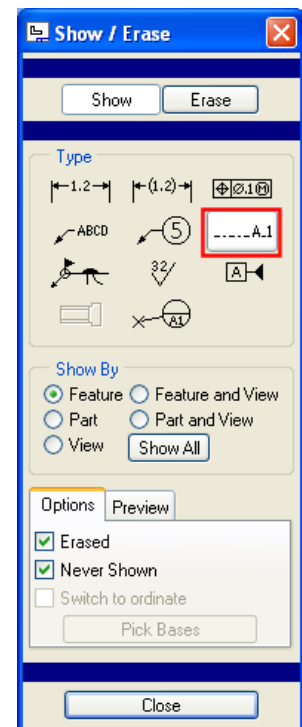 Show / Erase
Show Erase
Type
1.2 (1.2) ⌖ Ø.1Ⓜ
ABCD 5 A_1
32 A
A1
Show By
Feature Feature and View
Part Part and View
View Show All
Options Preview
Erased
Never Shown
Switch to ordinate
Pick Bases
Close